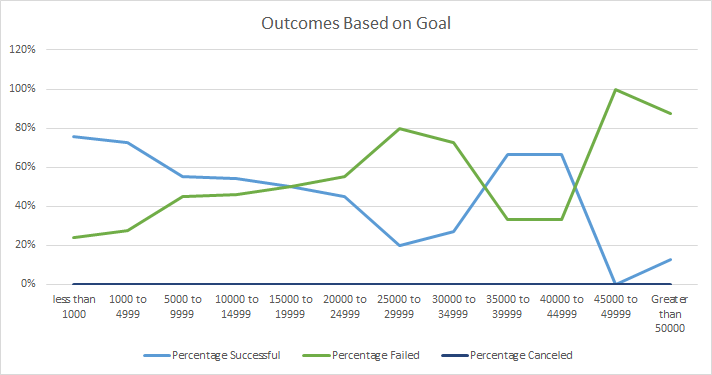 Outcomes Based on Goal
120%
100%
80%
60%
40%
20%
0%
less than
1000
1000 to
4999
5000 to
9999
10000 to
14999
15000 to
19999
20000 to
24999
25000 to
29999
30000 to
34999
35000 to
39999
40000 to
44999
45000 to
49999
Greater
than
50000
Percentage Successful
Percentage Failed
Percentage Canceled